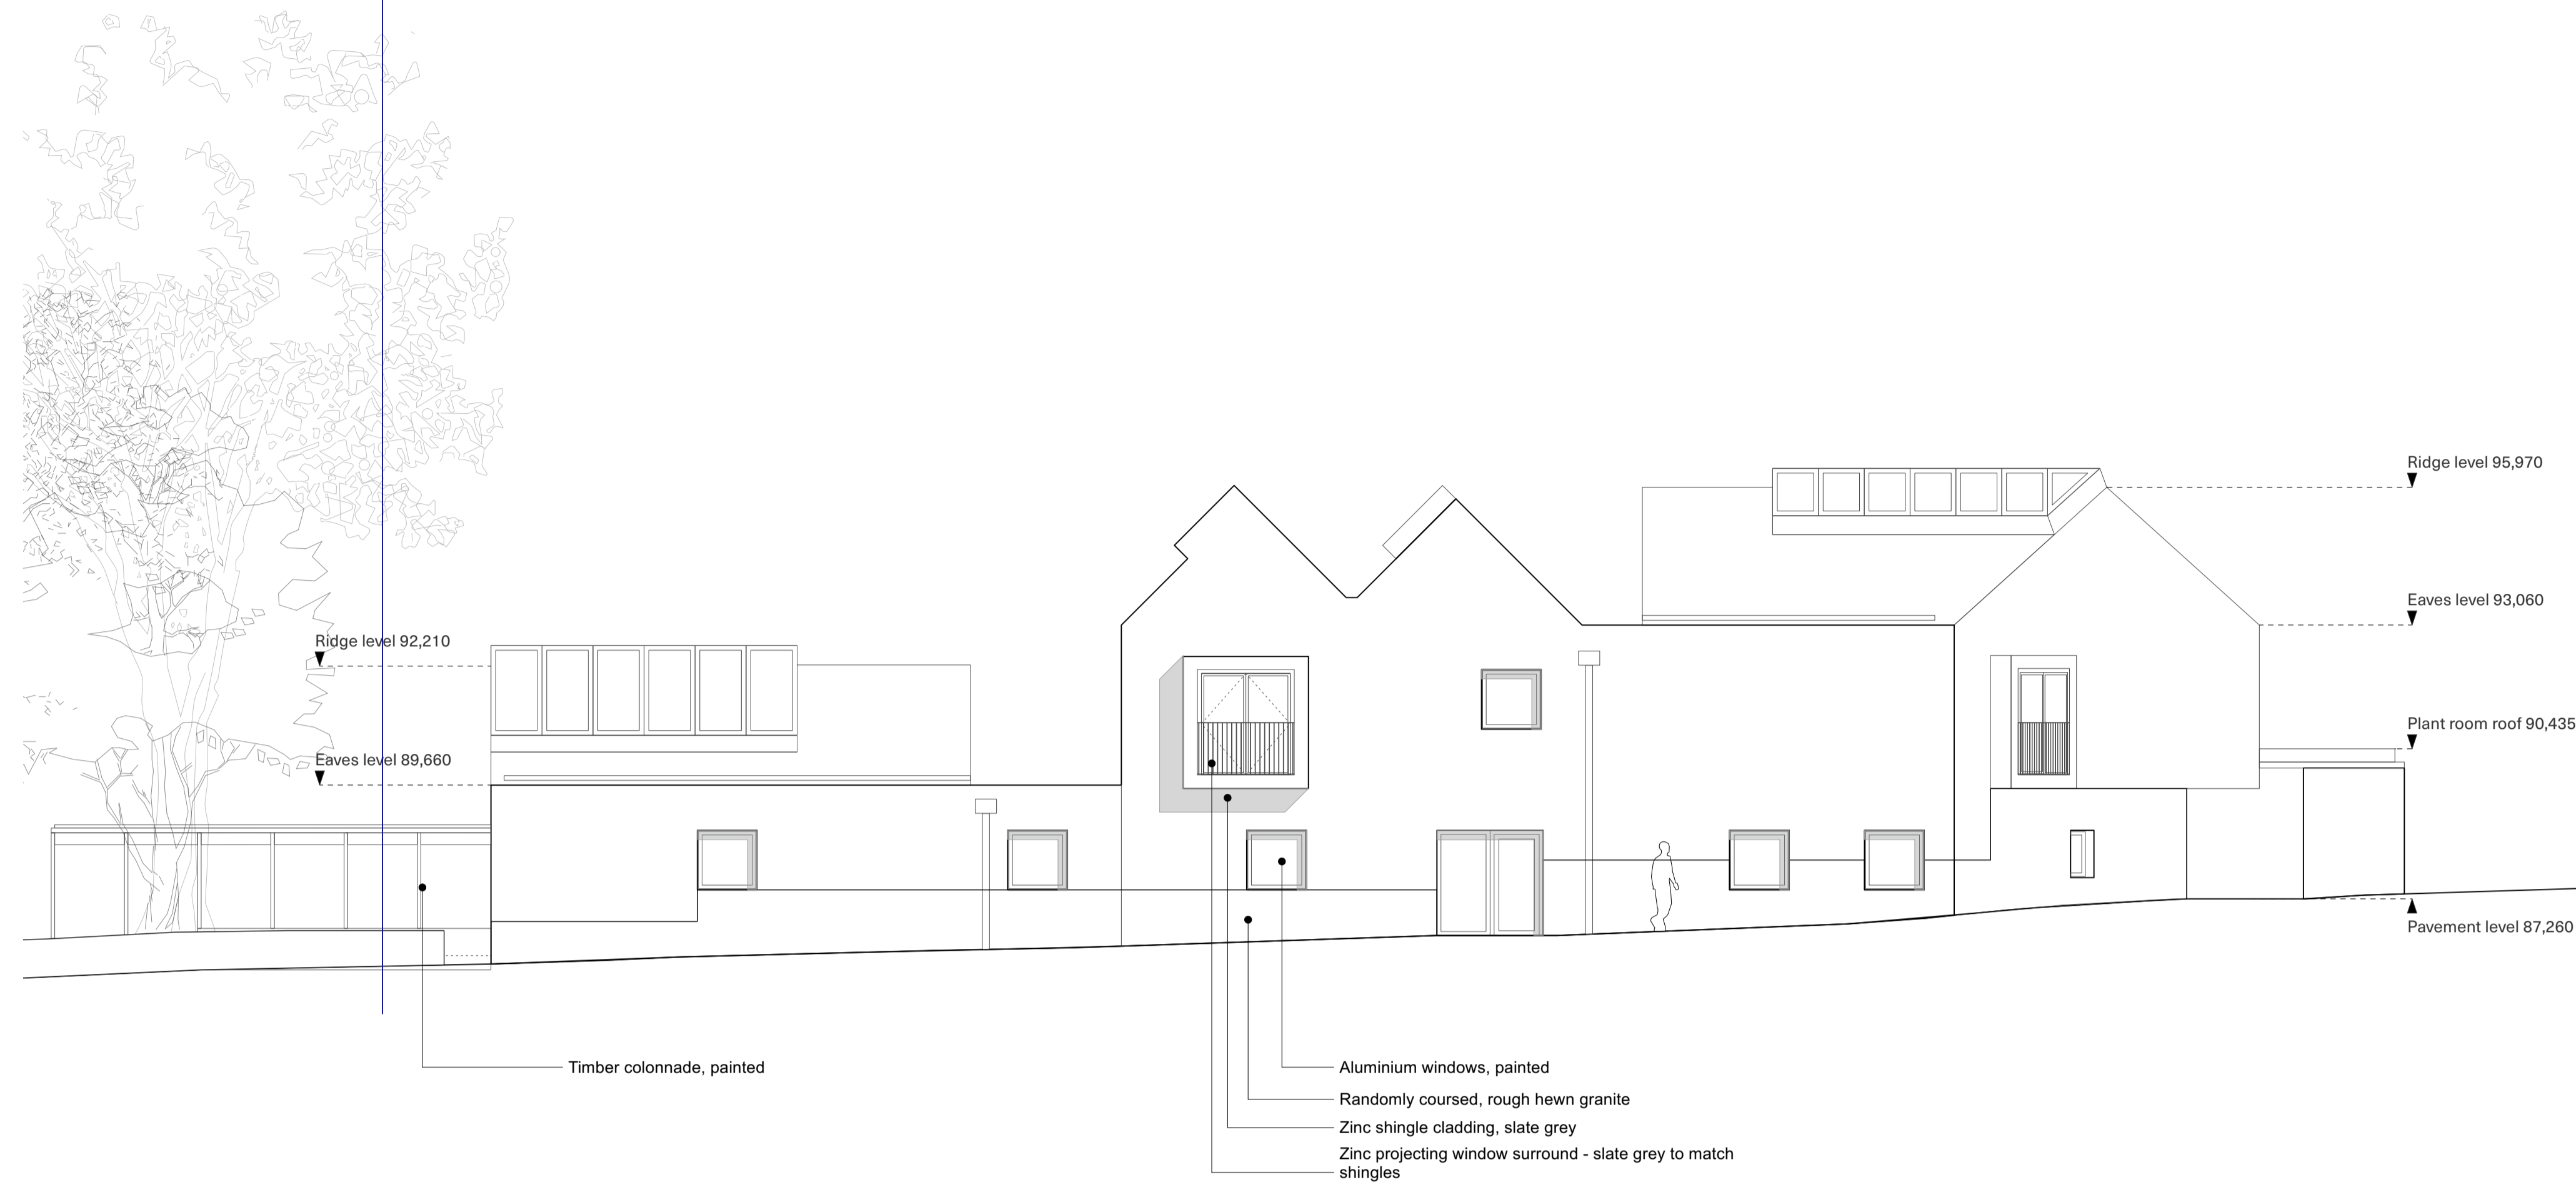 Ridge level 95,970
Eaves level 93,060
Ridge level 92,210
Plant room roof 90,435
Eaves level 89,660
Pavement level 87,260
Timber colonnade, painted
Aluminium windows, painted
Randomly coursed, rough hewn granite
Zinc shingle cladding, slate grey
Zinc projecting window surround - slate grey to match
shingles